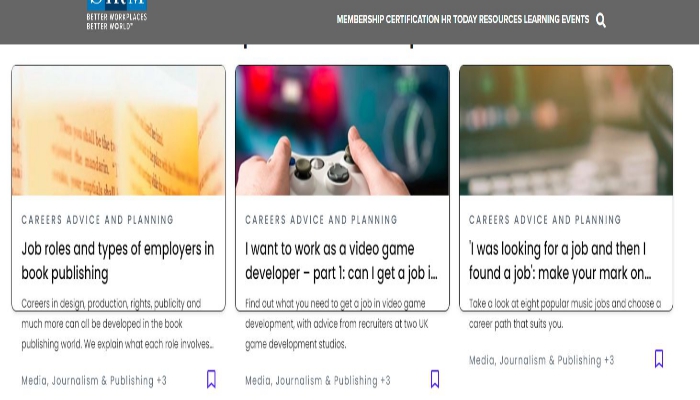 SHRM
BETTER WORKPLACES
BETTER WORLD™
MEMBERSHIP CERTIFICATION HR TODAY RESOURCES LEARNING EVENTS
CAREERS ADVICE AND PLANNING
Job roles and types of employers in
book publishing
Careers in design, production, rights, publicity and
much more can all be developed in the book
publishing world. We explain what each role involves...
Media, Journalism & Publishing +3
CAREERS ADVICE AND PLANNING
I want to work as a video game
developer – part 1: can I get a job i...
Find out what you need to get a job in video game
development, with advice from recruiters at two UK
game development studios.
Media, Journalism & Publishing +3
CAREERS ADVICE AND PLANNING
'I was looking for a job and then I
found a job': make your mark on...
Take a look at eight popular music jobs and choose a
career path that suits you.
Media, Journalism & Publishing +3